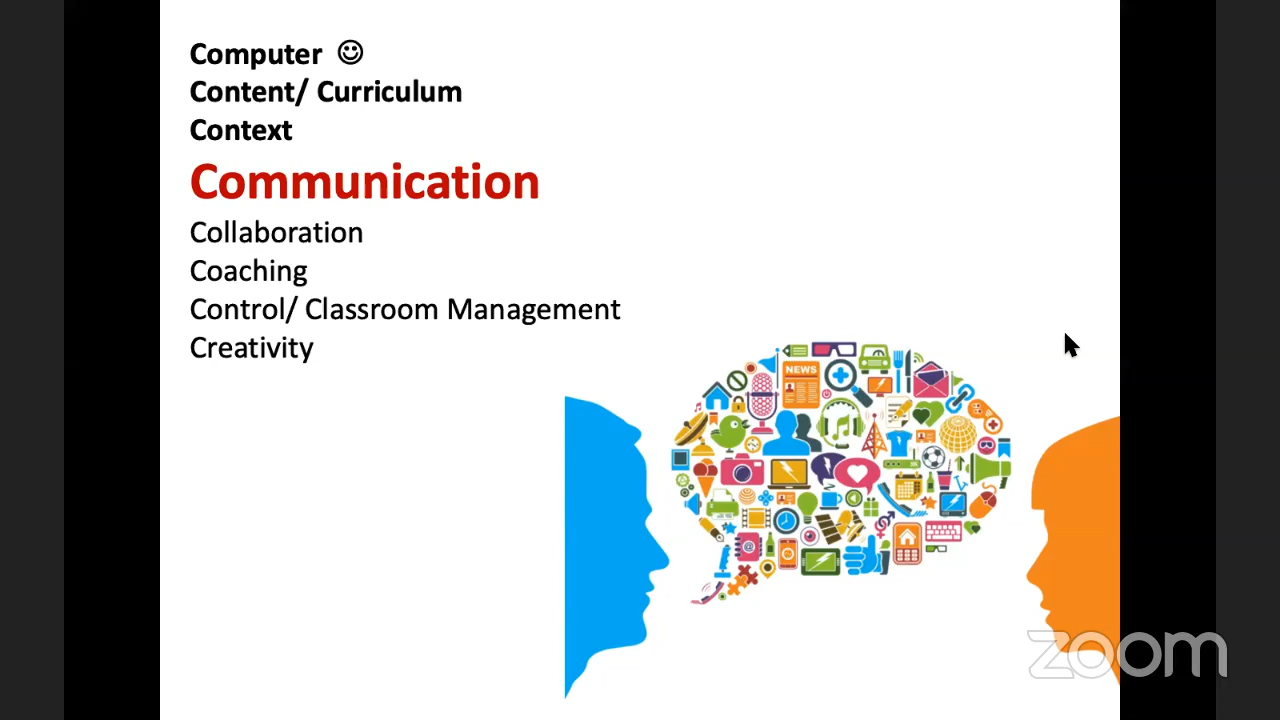 Computer ☺
Content/ Curriculum
Context
Communication
Collaboration
Coaching
Control/ Classroom Management
Creativity
NEWS
zoom